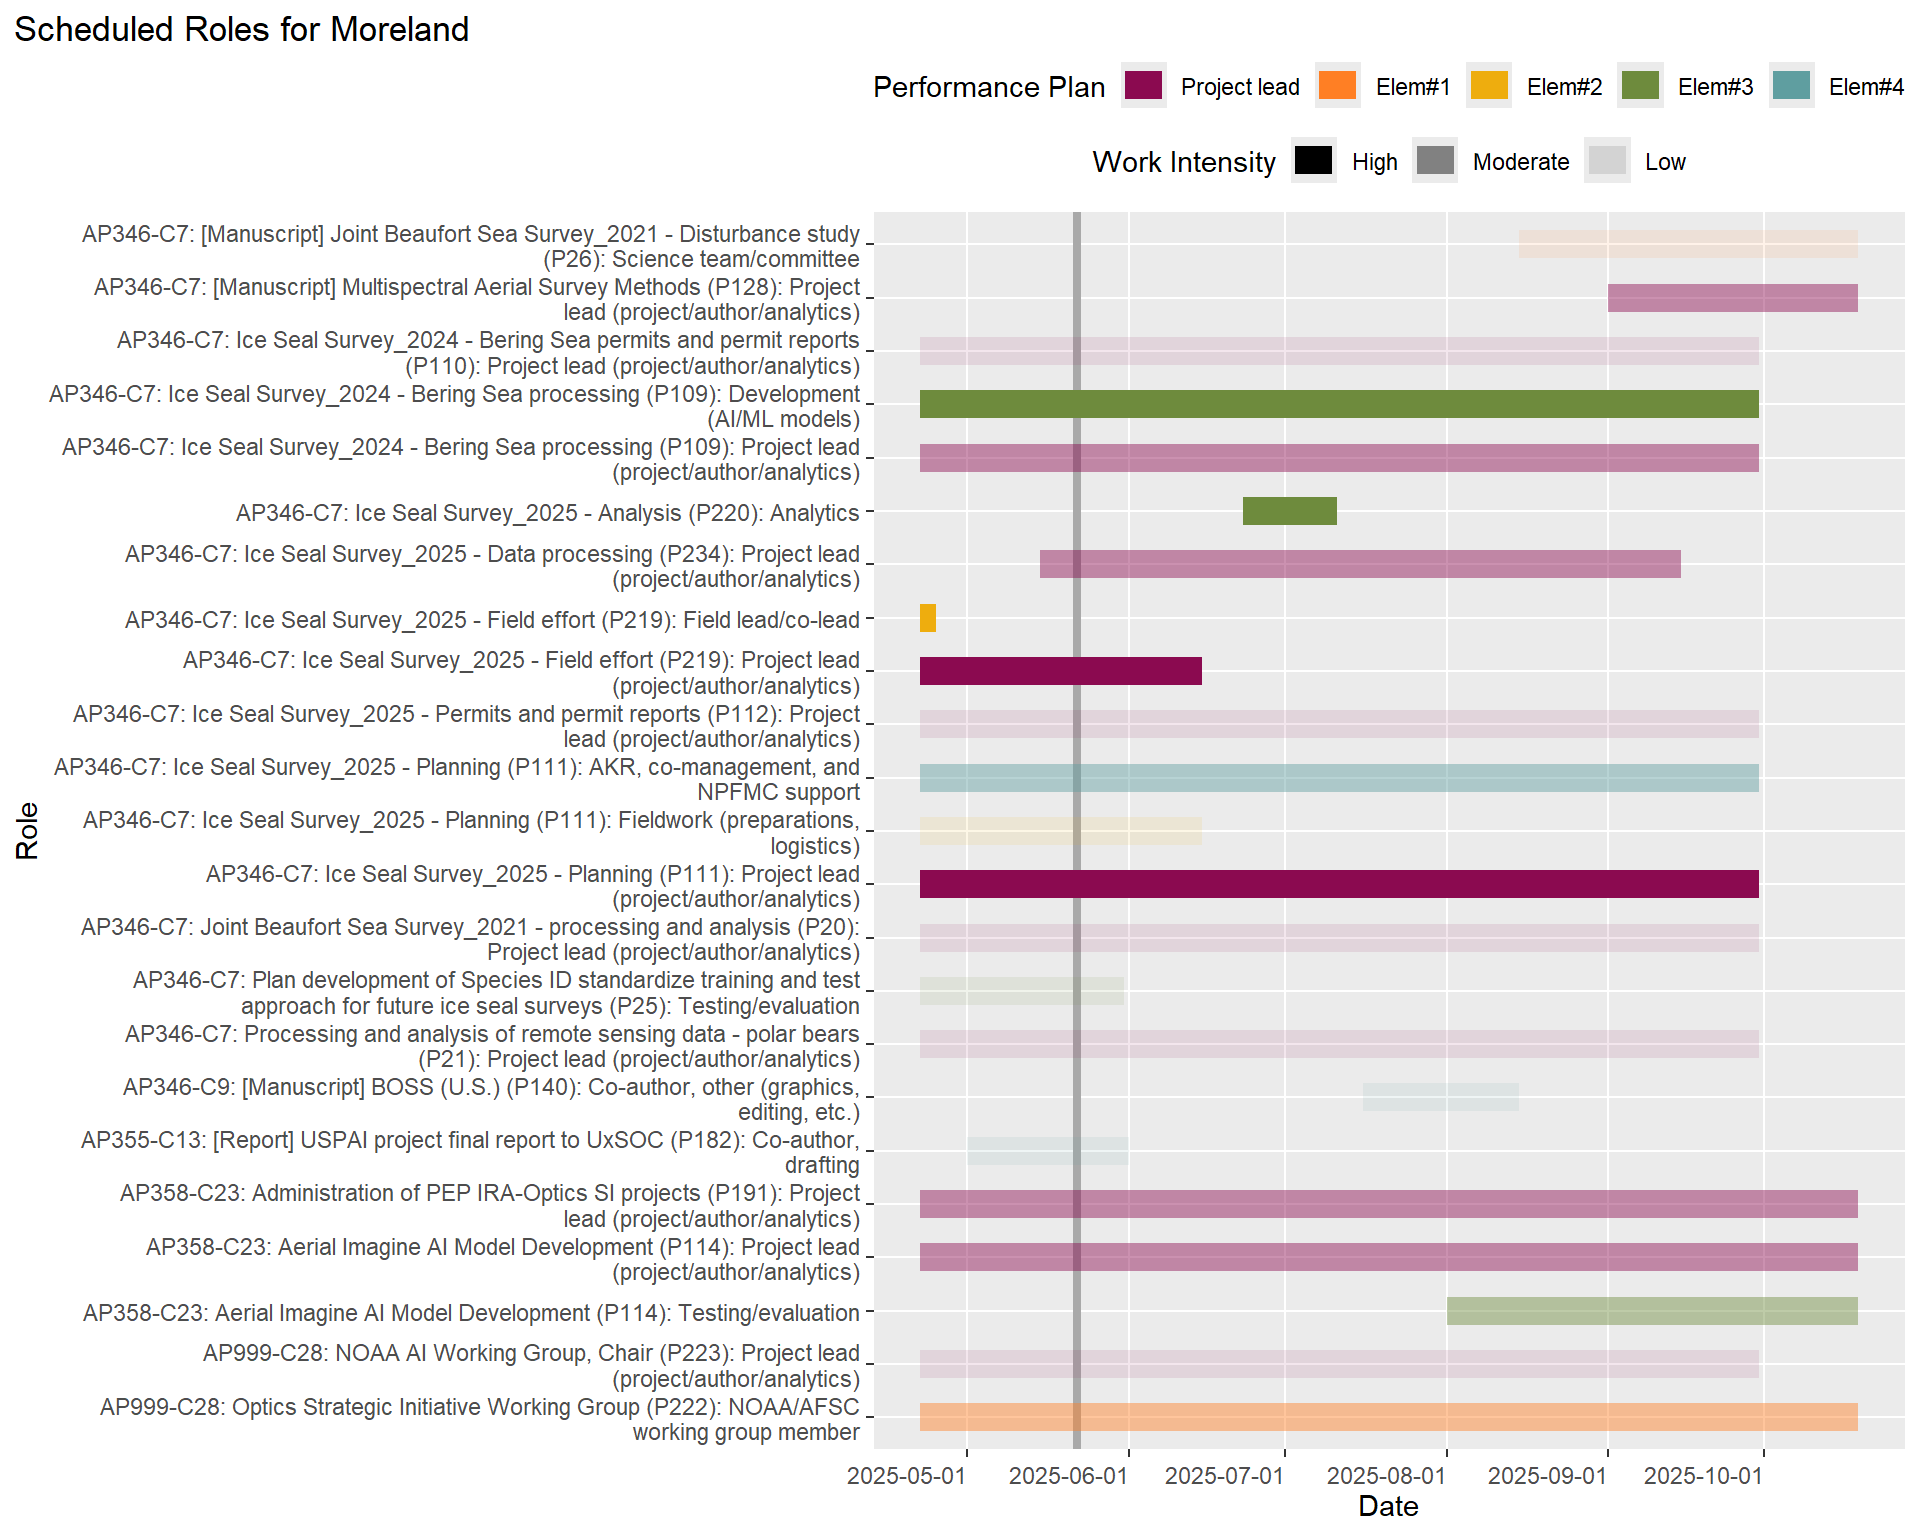 Scheduled Roles for Moreland
Performance Plan Project lead Elem#1 Elem#2 Elem#3 Elem#4
Work Intensity High Moderate Low
AP346-C7: [Manuscript] Joint Beaufort Sea Survey_2021 - Disturbance study
(P26): Science team/committee
AP346-C7: [Manuscript] Multispectral Aerial Survey Methods (P128): Project
lead (project/author/analytics)
AP346-C7: Ice Seal Survey_2024 - Bering Sea permits and permit reports
(P110): Project lead (project/author/analytics)
AP346-C7: Ice Seal Survey_2024 - Bering Sea processing (P109): Development
(AI/ML models)
AP346-C7: Ice Seal Survey_2024 - Bering Sea processing (P109): Project lead
(project/author/analytics)
AP346-C7: Ice Seal Survey_2025 - Analysis (P220): Analytics
AP346-C7: Ice Seal Survey_2025 - Data processing (P234): Project lead
(project/author/analytics)
AP346-C7: Ice Seal Survey_2025 - Field effort (P219): Field lead/co-lead
AP346-C7: Ice Seal Survey_2025 - Field effort (P219): Project lead
(project/author/analytics)
AP346-C7: Ice Seal Survey_2025 - Permits and permit reports (P112): Project
lead (project/author/analytics)
AP346-C7: Ice Seal Survey_2025 - Planning (P111): AKR, co-management, and
NPFMC support
AP346-C7: Ice Seal Survey_2025 - Planning (P111): Fieldwork (preparations,
logistics)
AP346-C7: Ice Seal Survey_2025 - Planning (P111): Project lead
(project/author/analytics)
AP346-C7: Joint Beaufort Sea Survey_2021 - processing and analysis (P20):
Project lead (project/author/analytics)
AP346-C7: Plan development of Species ID standardize training and test
approach for future ice seal surveys (P25): Testing/evaluation
AP346-C7: Processing and analysis of remote sensing data - polar bears
(P21): Project lead (project/author/analytics)
AP346-C9: [Manuscript] BOSS (U.S.) (P140): Co-author, other (graphics,
editing, etc.)
AP355-C13: [Report] USPAI project final report to UxSOC (P182): Co-author,
drafting
AP358-C23: Administration of PEP IRA-Optics SI projects (P191): Project
lead (project/author/analytics)
AP358-C23: Aerial Imagine AI Model Development (P114): Project lead
(project/author/analytics)
AP358-C23: Aerial Imagine AI Model Development (P114): Testing/evaluation
AP999-C28: NOAA AI Working Group, Chair (P223): Project lead
(project/author/analytics)
AP999-C28: Optics Strategic Initiative Working Group (P222): NOAA/AFSC
working group member
Role
2025-05-01 2025-06-01 2025-07-01 2025-08-01 2025-09-01 2025-10-01
Date